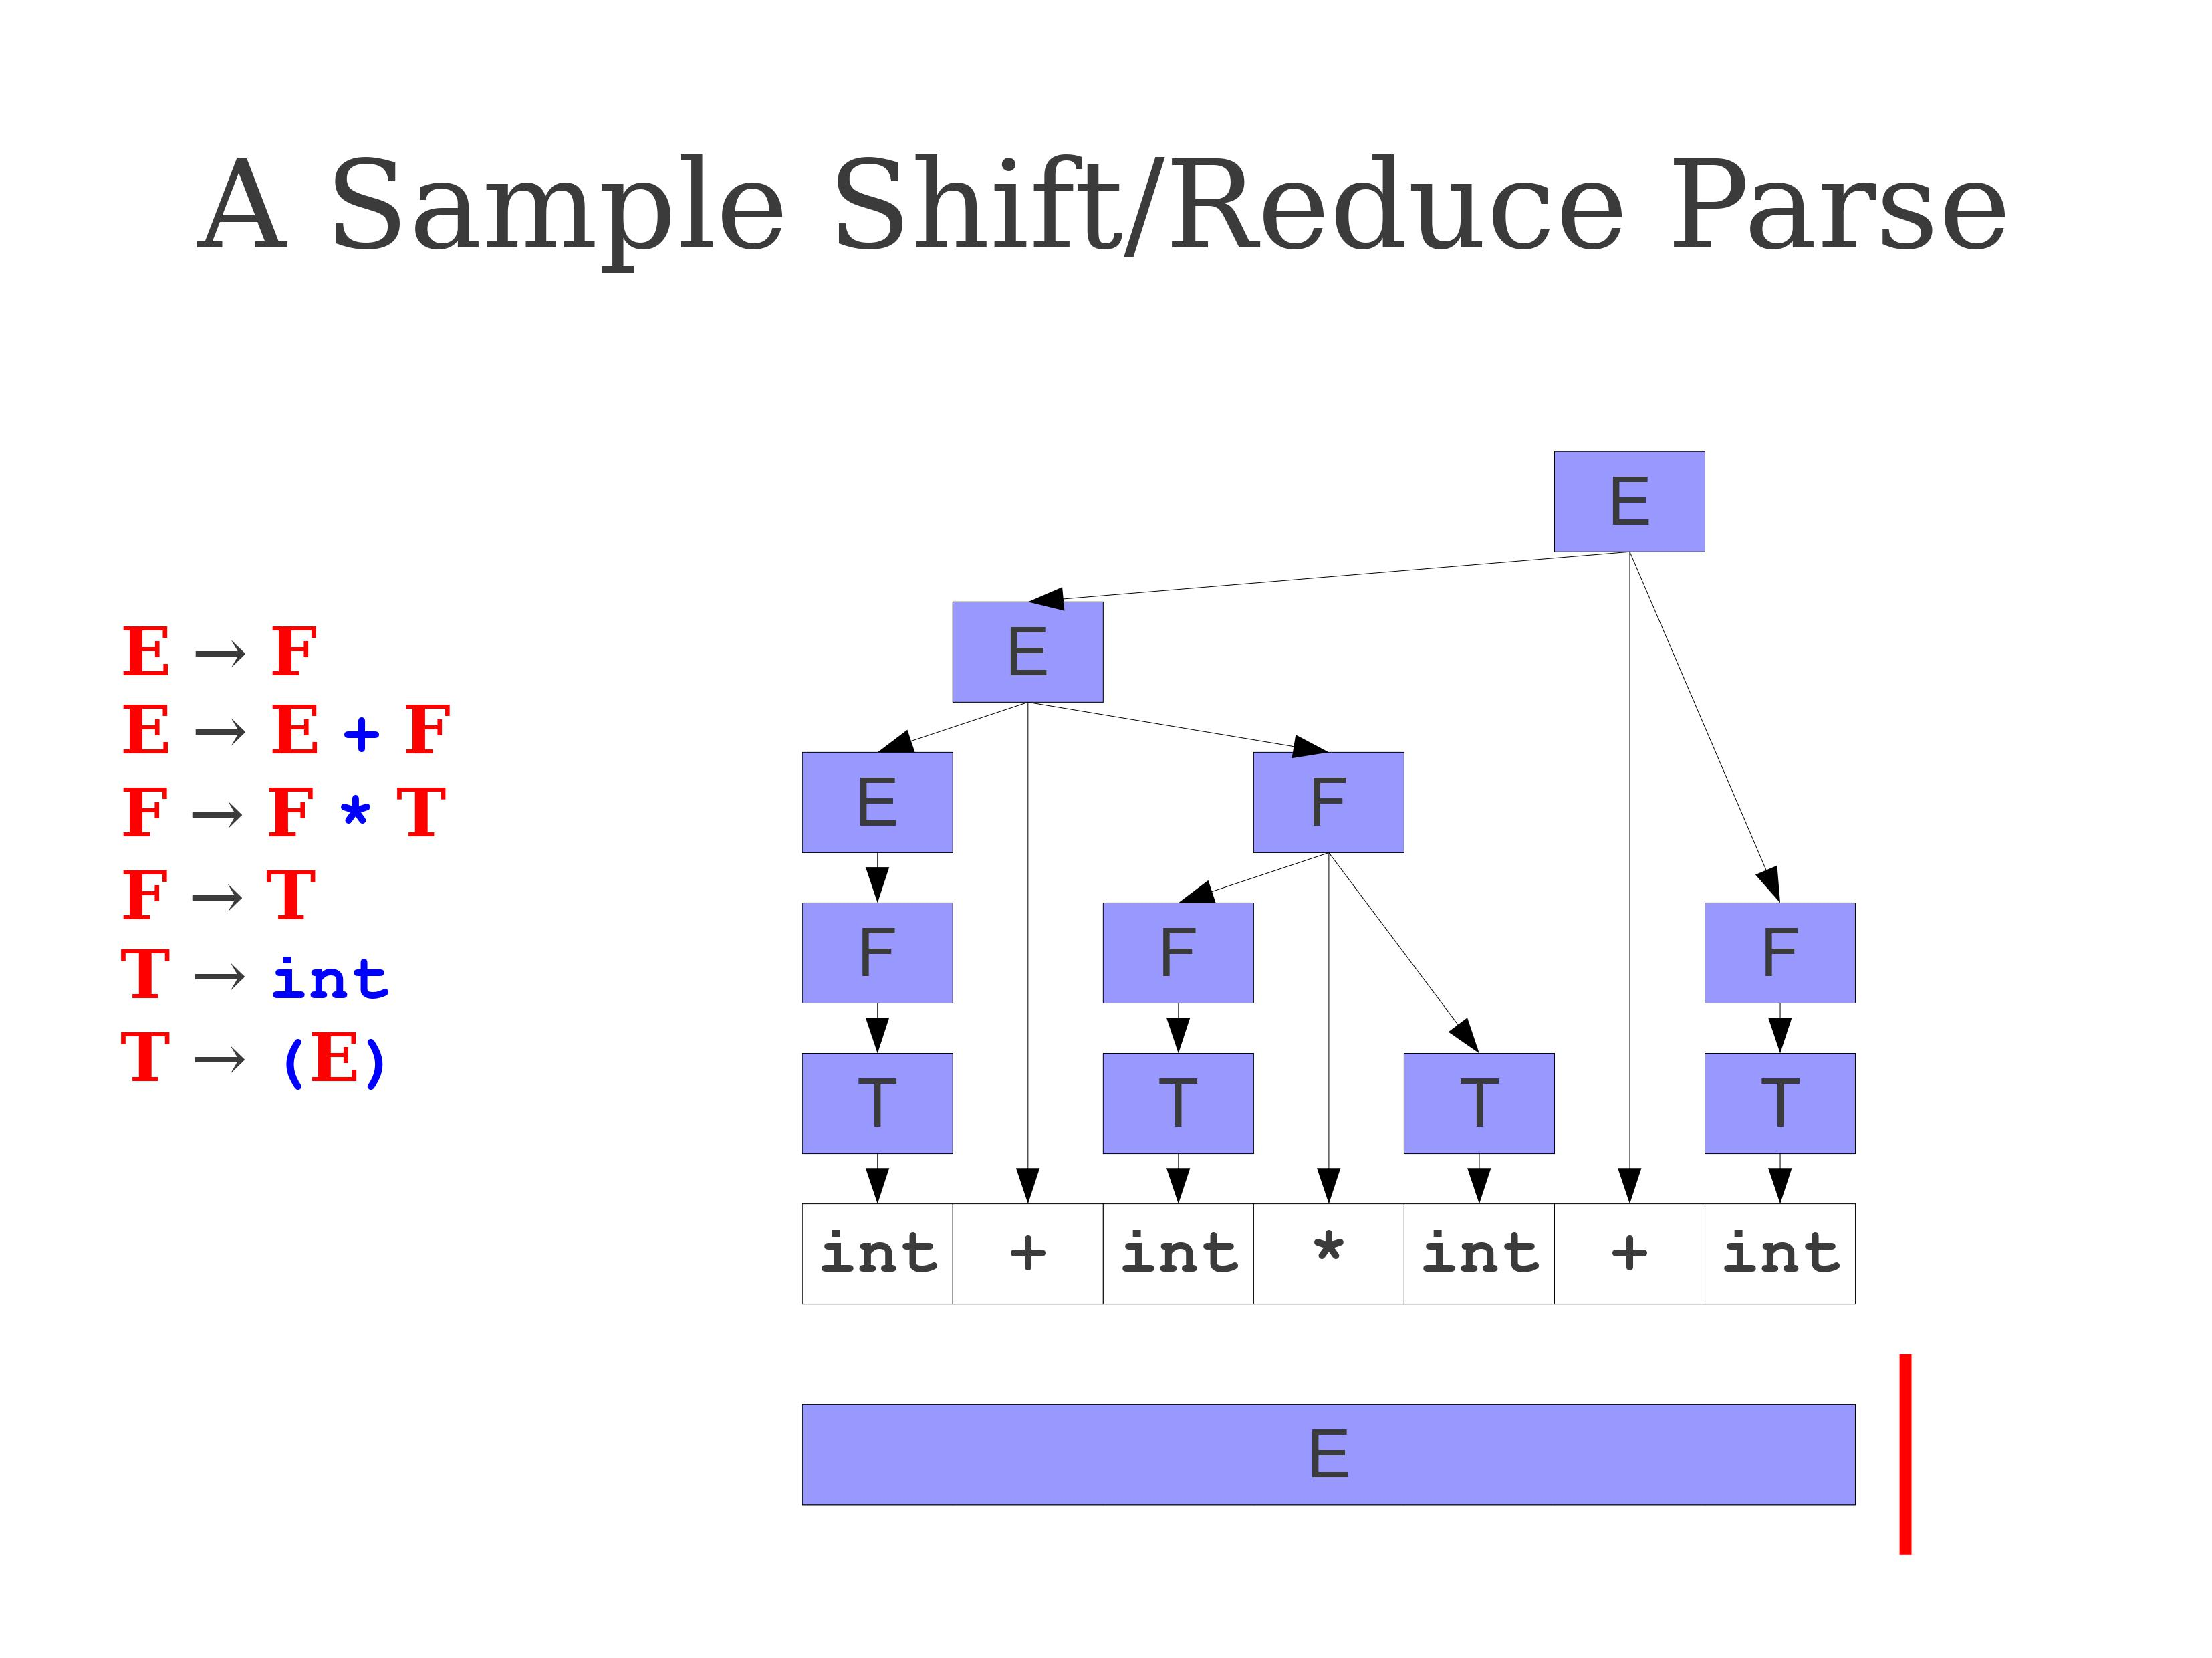 A Sample Shift/Reduce Parse
E → F
E → E + F
F → F * T
F → T
T → int
T → (E)
E
E
E F
F F F
T T T T
int + int * int + int
E